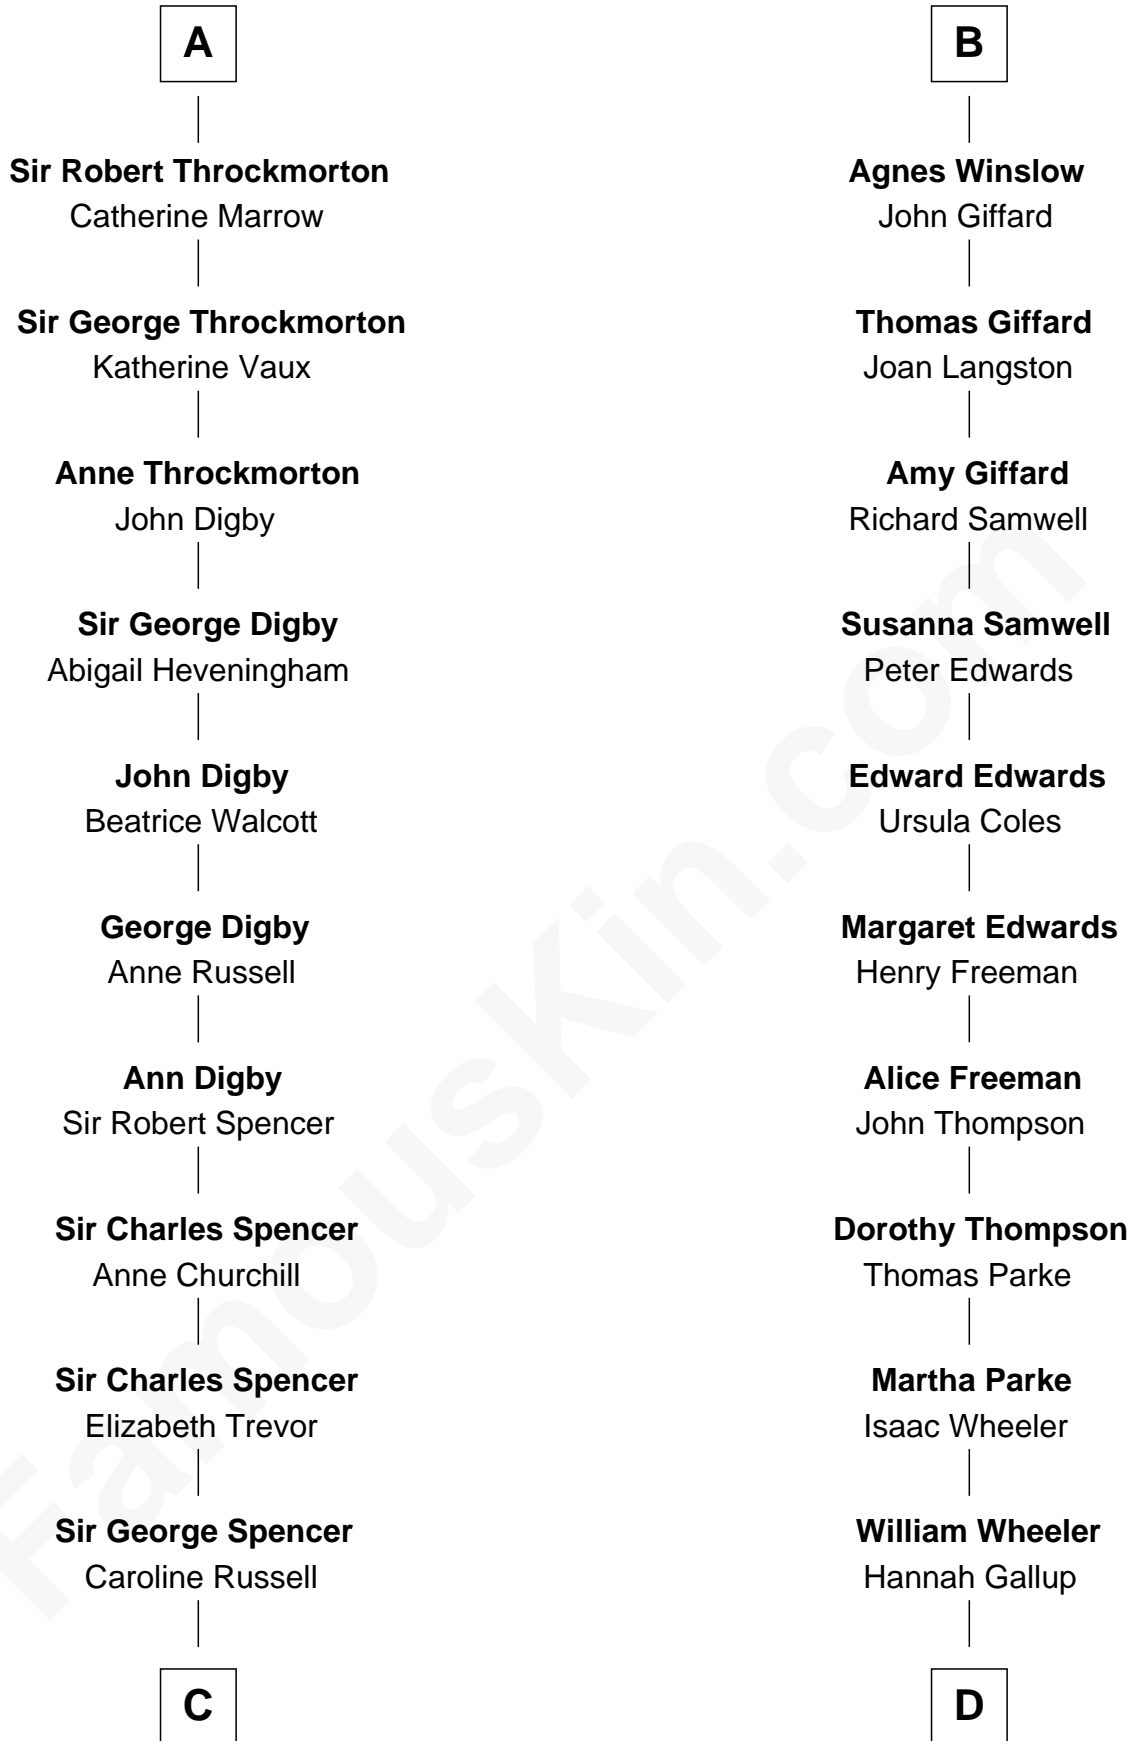 A
Sir Robert Throckmorton
Catherine Marrow
Sir George Throckmorton
Katherine Vaux
Anne Throckmorton
John Digby
Sir George Digby
Abigail Heveningham
John Digby
Beatrice Walcott
George Digby
Anne Russell
Ann Digby
Sir Robert Spencer
Sir Charles Spencer
Anne Churchill
Sir Charles Spencer
Elizabeth Trevor
Sir George Spencer
Caroline Russell
C
B
Agnes Winslow
John Giffard
Thomas Giffard
Joan Langston
Amy Giffard
Richard Samwell
Susanna Samwell
Peter Edwards
Edward Edwards
Ursula Coles
Margaret Edwards
Henry Freeman
Alice Freeman
John Thompson
Dorothy Thompson
Thomas Parke
Martha Parke
Isaac Wheeler
William Wheeler
Hannah Gallup
D
FamousKin.com